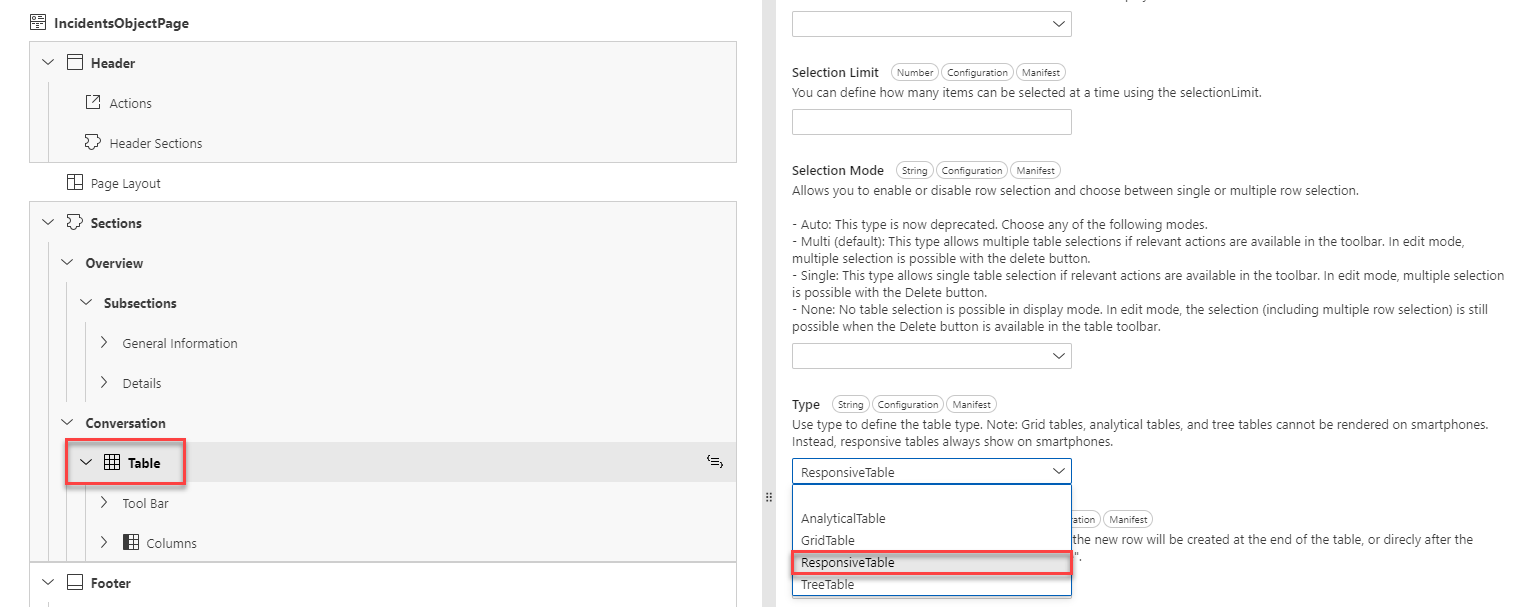 IncidentsObjectPage
Header
Actions
Header Sections
Page Layout
Sections
Overview
Subsections
General Information
Details
Conversation
Table
Tool Bar
Columns
Footer
Selection Limit Number Configuration Manifest
You can define how many items can be selected at a time using the selectionLimit.
Selection Mode String Configuration Manifest
Allows you to enable or disable row selection and choose between single or multiple row selection.
- Auto: This type is now deprecated. Choose any of the following modes.
- Multi (default): This type allows multiple table selections if relevant actions are available in the toolbar. In edit mode,
multiple selection is possible with the delete button.
- Single: This type allows single table selection if relevant actions are available in the toolbar. In edit mode, multiple selection
is possible with the Delete button.
- None: No table selection is possible in display mode. In edit mode, the selection (including multiple row selection) is still
possible when the Delete button is available in the table toolbar.
Type String Configuration Manifest
Use type to define the table type. Note: Grid tables, analytical tables, and tree tables cannot be rendered on smartphones.
Instead, responsive tables always show on smartphones.
ResponsiveTable
AnalyticalTable
GridTable
ResponsiveTable
TreeTable
ration Manifest
the new row will be created at the end of the table, or direcly after the
".